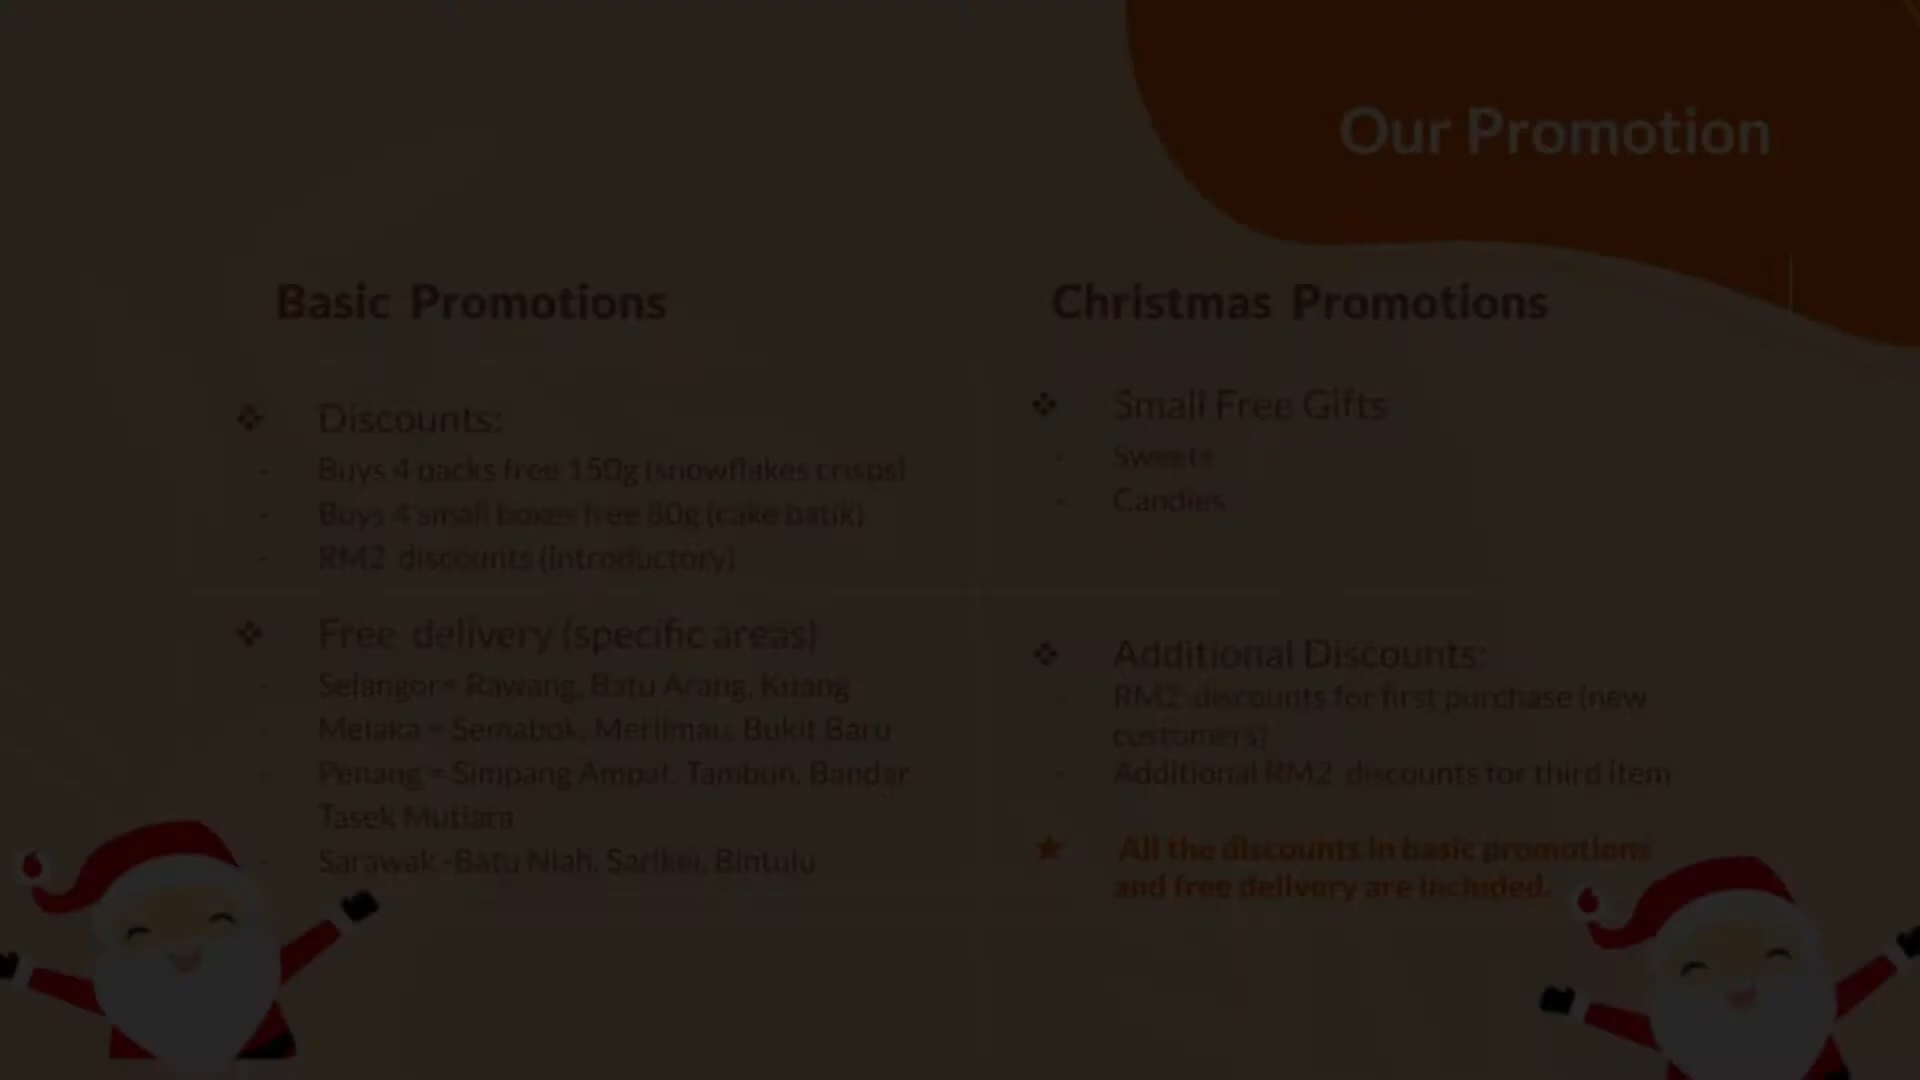 Our Promotion
Basic Promotions
❖ Discounts:
- Buys 4 packs free 150g (snowflakes crisps)
- Buys 4 small boxes free 80g (cake batik)
- RM2 discounts (introductory)
❖ Free delivery (specific areas)
- Selangor= Rawang, Batu Arang, Kuang
- Melaka = Semabok, Merlimau, Bukit Baru
- Penang = Simpang Ampat, Tambun, Bandar
Tasek Mutiara
- Sarawak -Batu Niah, Sarikei, Bintulu
Christmas Promotions
❖ Small Free Gifts
- Sweets
- Candies
❖ Additional Discounts:
- RM2 discounts for first purchase (new
customers)
- Additional RM2 discounts for third item
★ All the discounts in basic promotions
and free delivery are included.